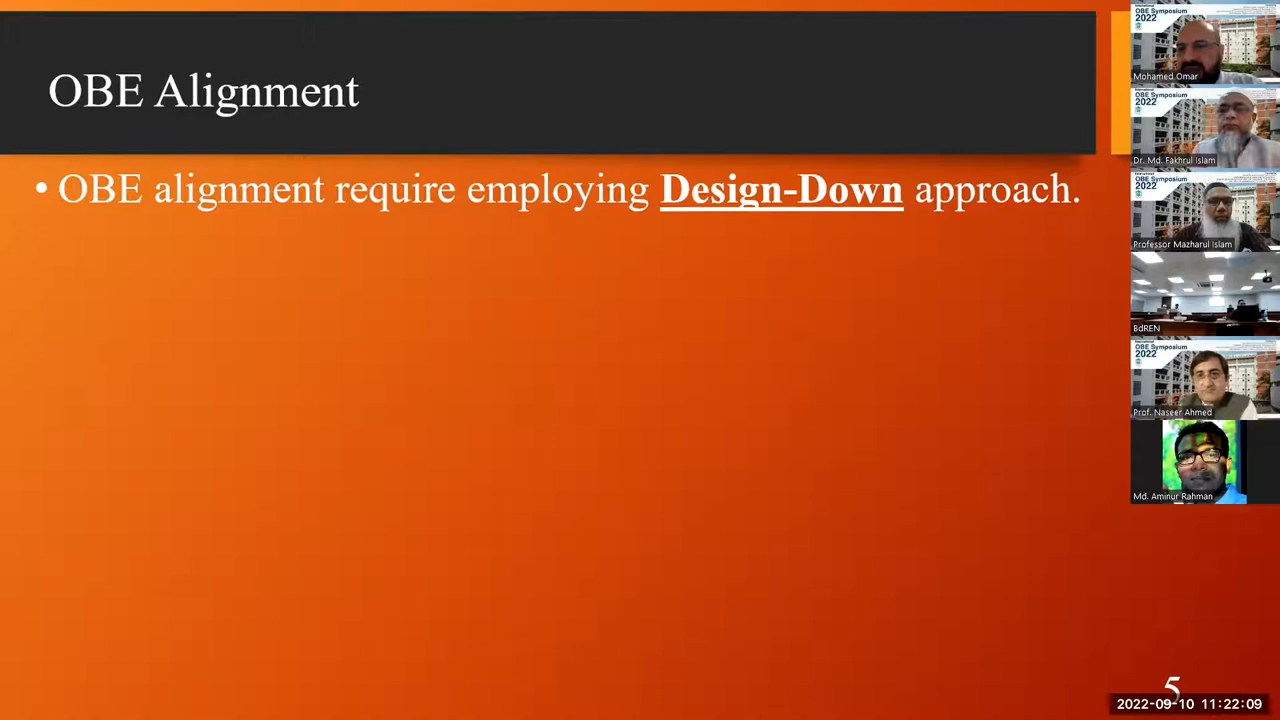 OBE Alignment
• OBE alignment require employing Design-Down approach.
5
2022-09-10 11:22:09
International
OBE Symposium
2022
Mohamed Omar
OBE Symposium
2022
Dr. Md. Fakhrul Islam
OBE Symposium
2022
Professor Mazharul Islam
BdREN
OBE Symposium
2022
Prof. Naseer Ahmed
Md. Aminur Rahman